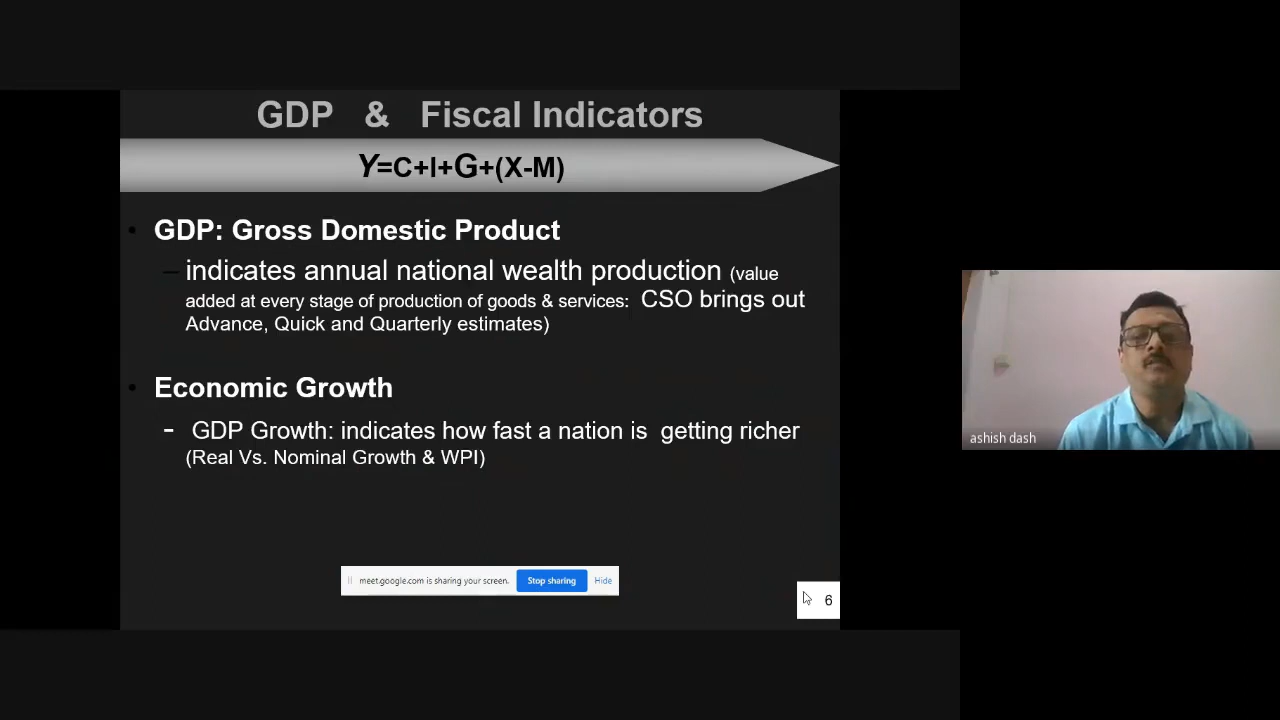 GDP & Fiscal Indicators
Y=C+I+G+(X-M)
• GDP: Gross Domestic Product
– indicates annual national wealth production (value
added at every stage of production of goods & services: CSO brings out
Advance, Quick and Quarterly estimates)
• Economic Growth
- GDP Growth: indicates how fast a nation is getting richer
(Real Vs. Nominal Growth & WPI)
ashish dash
meet.google.com is sharing your screen. Stop sharing Hide
6